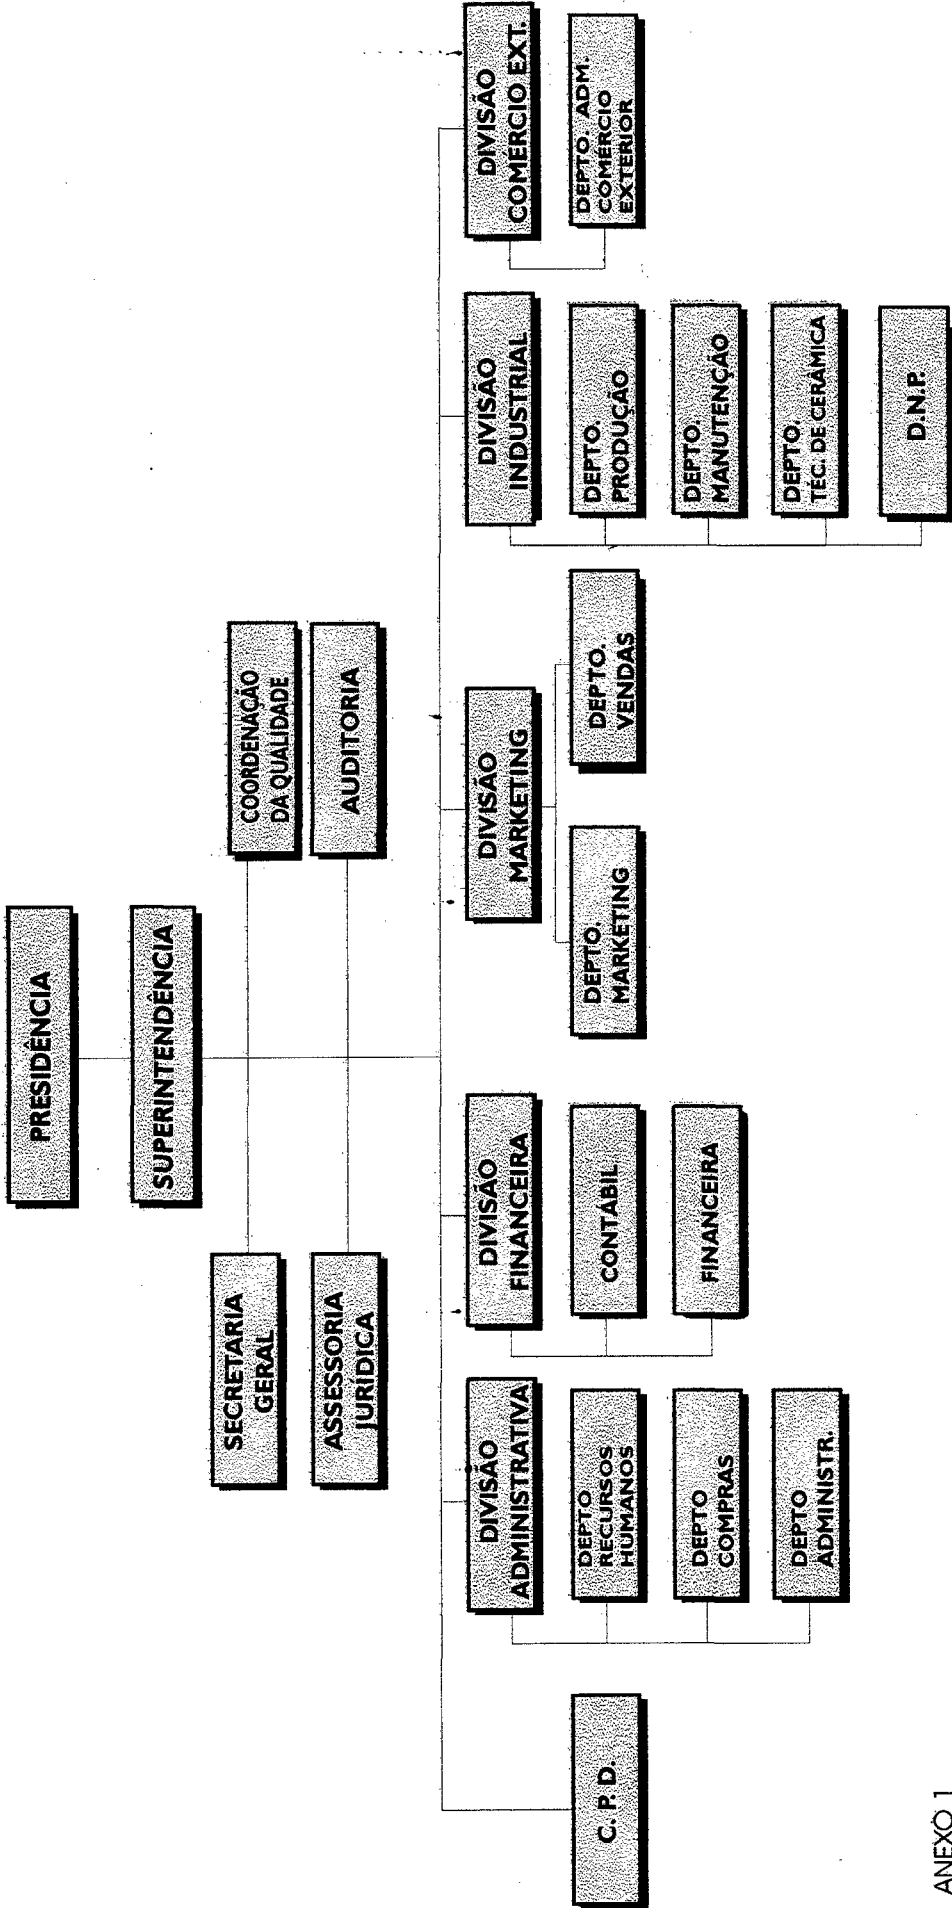 PRESIDÊNCIA
SUPERINTENDÊNCIA
SECRETARIA
GERAL
COORDENAÇÃO
DA QUALIDADE
ASSESSORIA
JURÍDICA
AUDITORIA
C. P. D.
DIVISÃO
ADMINISTRATIVA
DEPTO
RECURSOS
HUMANOS
DEPTO
COMPRAS
DEPTO
ADMINISTR.
DIVISÃO
FINANCEIRA
CONTÁBIL
FINANCEIRA
DIVISÃO
MARKETING
DEPTO.
MARKETING
DEPTO.
VENDAS
DIVISÃO
INDUSTRIAL
DEPTO.
PRODUÇÃO
DEPTO.
MANUTENÇÃO
DEPTO.
TÉC. DE CERÂMICA
D.N.P.
DIVISÃO
COMÉRCIO EXT.
DEPTO. ADM.
COMÉRCIO
EXTERIOR
ANEXO 1